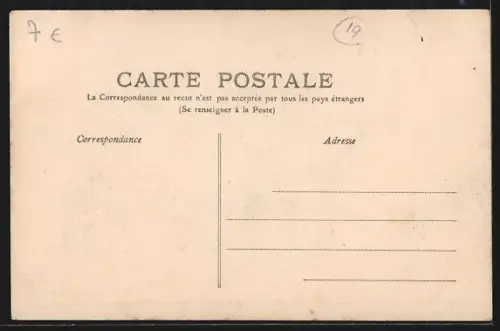 7 €
19
CARTE POSTALE
La Correspondance au recto n'est pas acceptée par tous les pays étrangers
(Se renseigner à la Poste)
Correspondance
Adresse